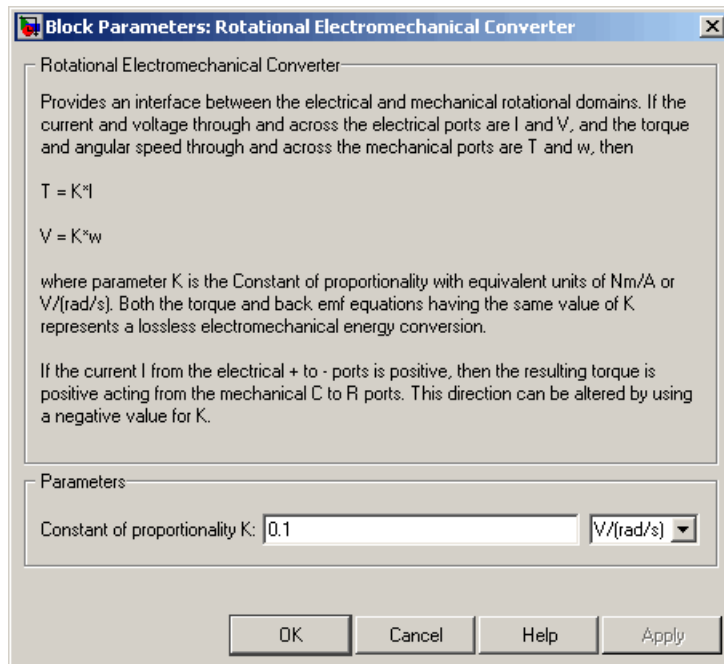 Block Parameters: Rotational Electromechanical Converter
Rotational Electromechanical Converter
Provides an interface between the electrical and mechanical rotational domains. If the
current and voltage through and across the electrical ports are I and V, and the torque
and angular speed through and across the mechanical ports are T and w, then
T = K*I
V = K*w
where parameter K is the Constant of proportionality with equivalent units of Nm/A or
V/(rad/s). Both the torque and back emf equations having the same value of K
represents a lossless electromechanical energy conversion.
If the current I from the electrical + to - ports is positive, then the resulting torque is
positive acting from the mechanical C to R ports. This direction can be altered by using
a negative value for K.
Parameters
Constant of proportionality K: 0.1 V/(rad/s)
OK Cancel Help Apply